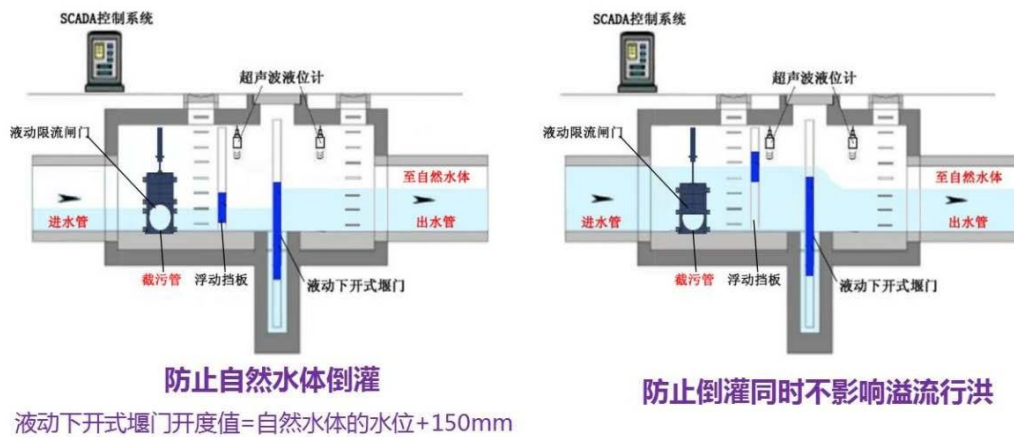 SCADA控制系统
超声波液位计
液动限流闸门
至自然水体
进水管
出水管
截污管
浮动挡板
液动下开式堰门
防止自然水体倒灌
液动下开式堰门开度值=自然水体的水位+150mm
SCADA控制系统
超声波液位计
液动限流闸门
至自然水体
进水管
出水管
截污管
浮动挡板
液动下开式堰门
防止倒灌同时不影响溢流行洪